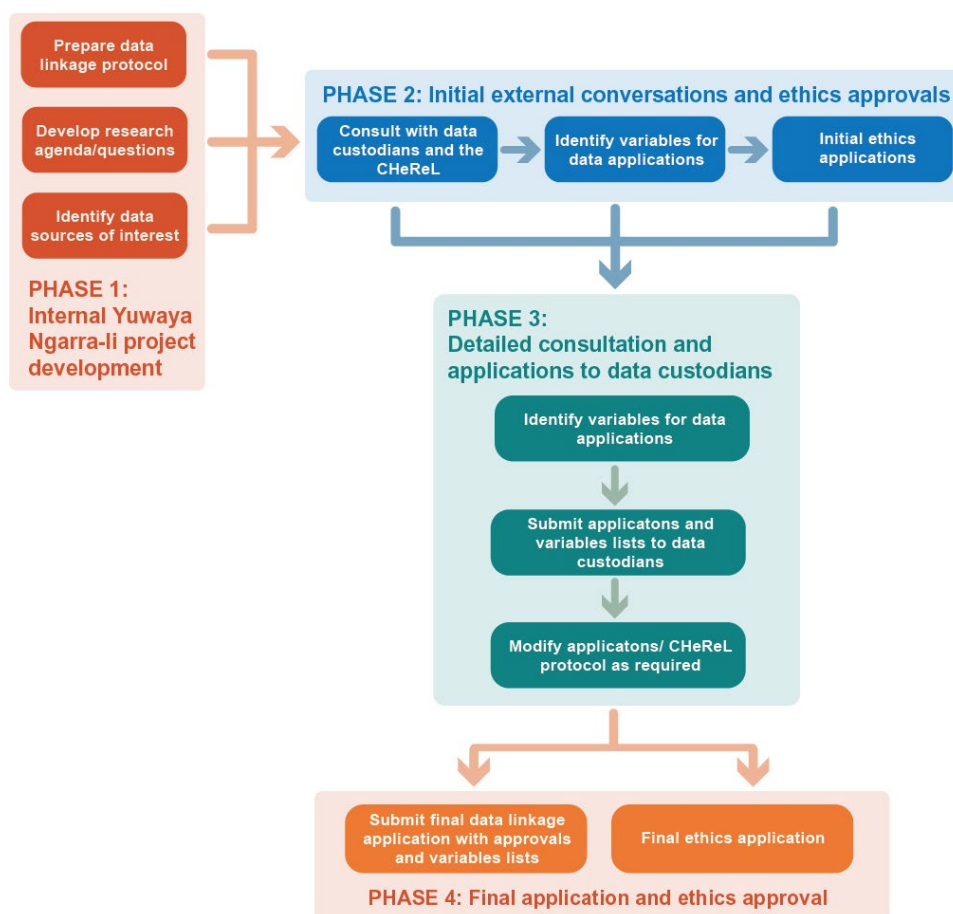 Prepare data
linkage protocol
Develop research
agenda/questions
Identify data
sources of interest
PHASE 1:
Internal Yuwaya
Ngarra-li project
development
PHASE 2: Initial external conversations and ethics approvals
Consult with data
custodians and the
CHeReL
Identify variables for
data applications
Initial ethics
applications
PHASE 3:
Detailed consultation and
applications to data custodians
Identify variables for data
applications
Submit applicatons and
variables lists to data
custodians
Modify applicatons/ CHeReL
protocol as required
Submit final data linkage
application with approvals
and variables lists
Final ethics application
PHASE 4: Final application and ethics approval